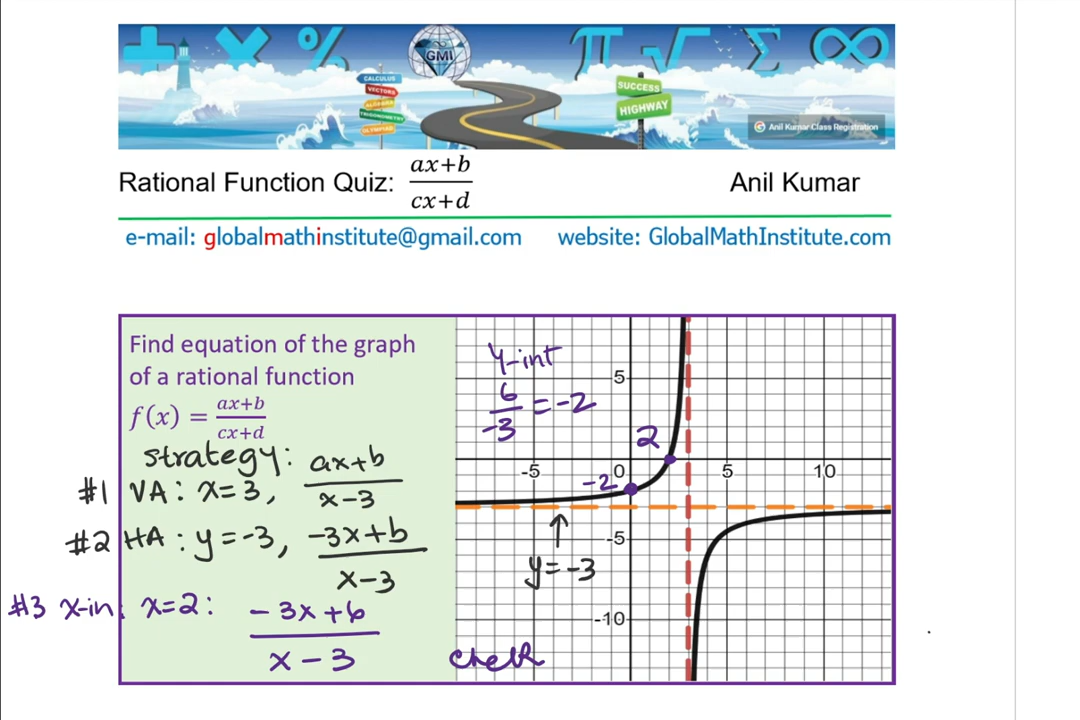 GMI
CALCULUS
VECTORS
ALGEBRA
TRIGONOMETRY
OLYMPIAD
SUCCESS
HIGHWAY
G Anil Kumar Class Registration
Rational Function Quiz: ax+b / cx+d
Anil Kumar
e-mail: globalmathinstitute@gmail.com website: GlobalMathInstitute.com
Find equation of the graph
of a rational function
f(x) = ax+b / cx+d
strategy: ax+b / x-3
#1 VA: x=3,
#2 HA: y=-3, -3x+b / x-3
#3 x-in: x=2: -3x+6 / x-3
check
Y-int
6 / -3 = -2
2
-2
y=-3
5
-5
0
5
10
-5
-10